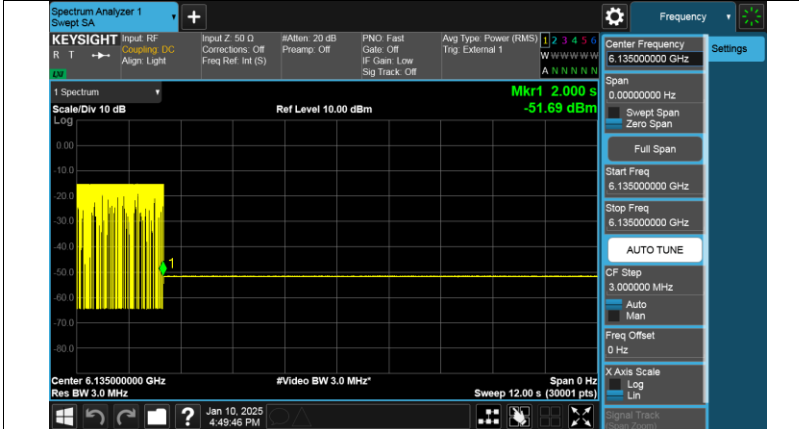 Spectrum Analyzer 1
Swept SA
+
Frequency
KEYSIGHT
R T
Input: RF
Coupling: DC
Align: Light
Input Z: 50 Ω
Corrections: Off
Freq Ref: Int (S)
#Atten: 20 dB
Preamp: Off
PNO: Fast
Gate: Off
IF Gain: Low
Sig Track: Off
Avg Type: Power (RMS)
Trig: External 1
1 2 3 4 5 6
W W W W W W
A N N N N N
1 Spectrum
Scale/Div 10 dB
Ref Level 10.00 dBm
Mkr1 2.000 s
-51.69 dBm
Log
0.00
-10.0
-20.0
-30.0
-40.0
-50.0
-60.0
-70.0
-80.0
1
Center 6.135000000 GHz
Res BW 3.0 MHz
#Video BW 3.0 MHz*
Span 0 Hz
Sweep 12.00 s (30001 pts)
Jan 10, 2025
4:49:46 PM
?
Center Frequency
6.135000000 GHz
Span
0.00000000 Hz
Swept Span
Zero Span
Full Span
Start Freq
6.135000000 GHz
Stop Freq
6.135000000 GHz
AUTO TUNE
CF Step
3.000000 MHz
Auto
Man
Freq Offset
0 Hz
X Axis Scale
Log
Lin
Signal Track
(Span Zoom)
Settings